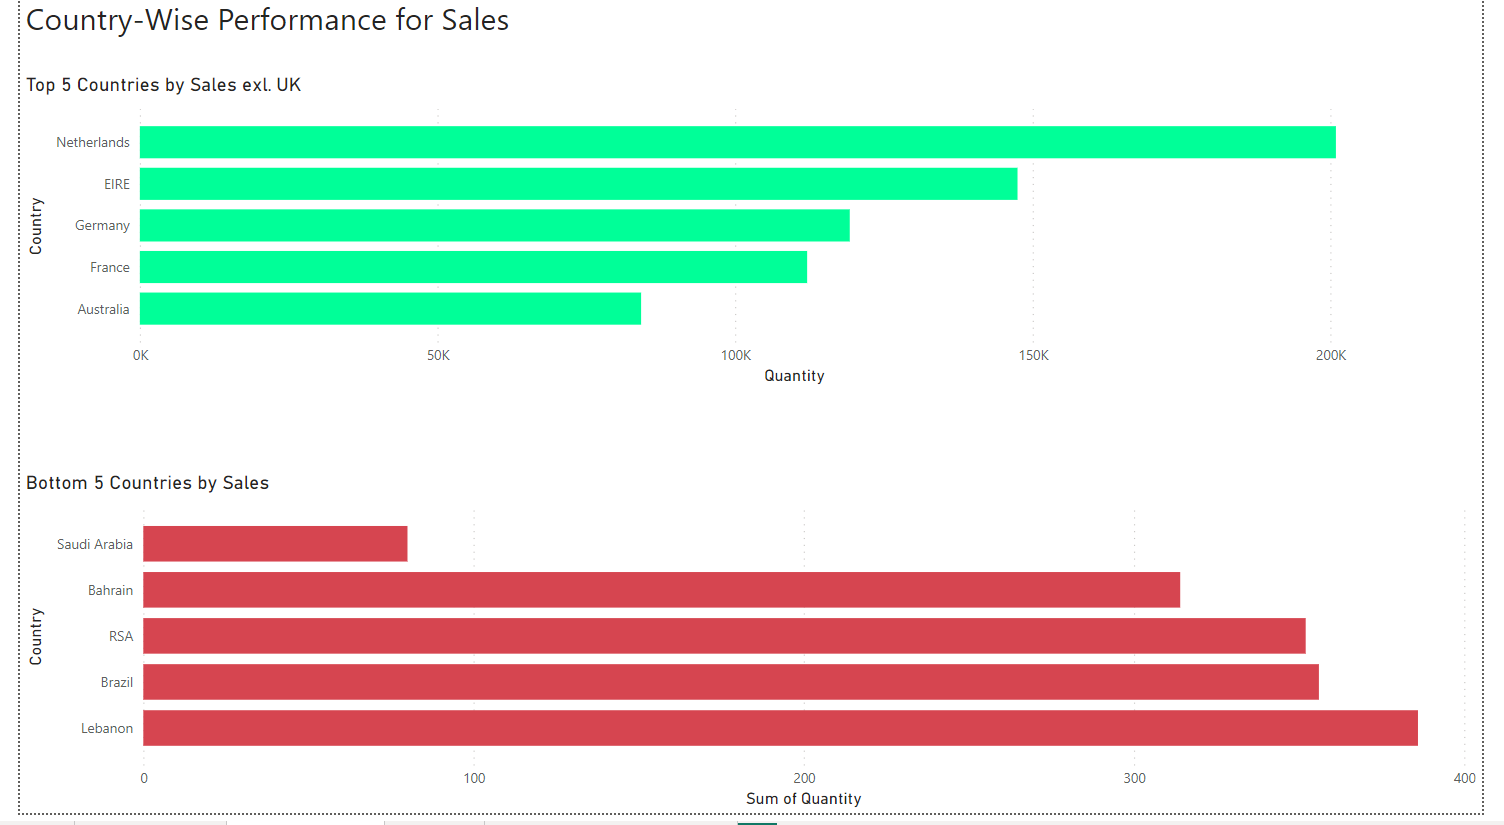 Country-Wise Performance for Sales
Top 5 Countries by Sales exl. UK
Country
Netherlands
EIRE
Germany
France
Australia
0K 50K 100K 150K 200K
Quantity
Bottom 5 Countries by Sales
Country
Saudi Arabia
Bahrain
RSA
Brazil
Lebanon
0 100 200 300 400
Sum of Quantity